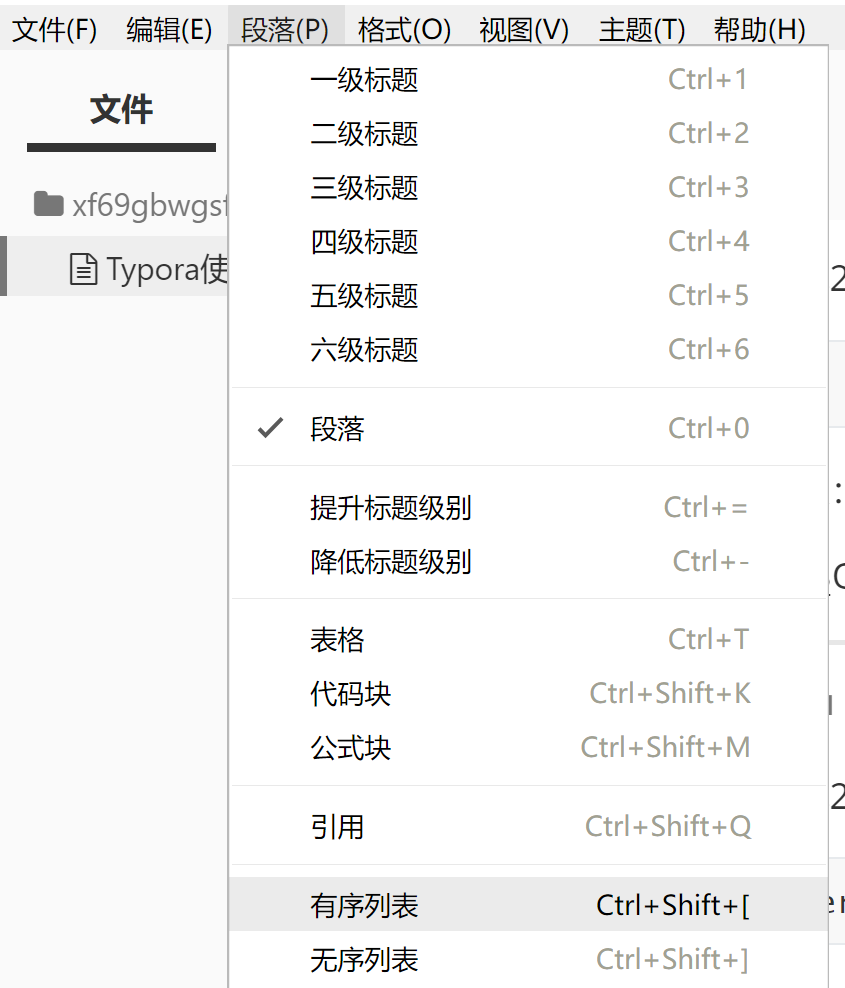 文件(F) 编辑(E) 段落(P) 格式(O) 视图(V) 主题(T) 帮助(H)
文件
xf69gbwgsf
Typora使
一级标题 Ctrl+1
二级标题 Ctrl+2
三级标题 Ctrl+3
四级标题 Ctrl+4
五级标题 Ctrl+5
六级标题 Ctrl+6
段落 Ctrl+0
提升标题级别 Ctrl+=
降低标题级别 Ctrl+-
表格 Ctrl+T
代码块 Ctrl+Shift+K
公式块 Ctrl+Shift+M
引用 Ctrl+Shift+Q
有序列表 Ctrl+Shift+[
无序列表 Ctrl+Shift+]